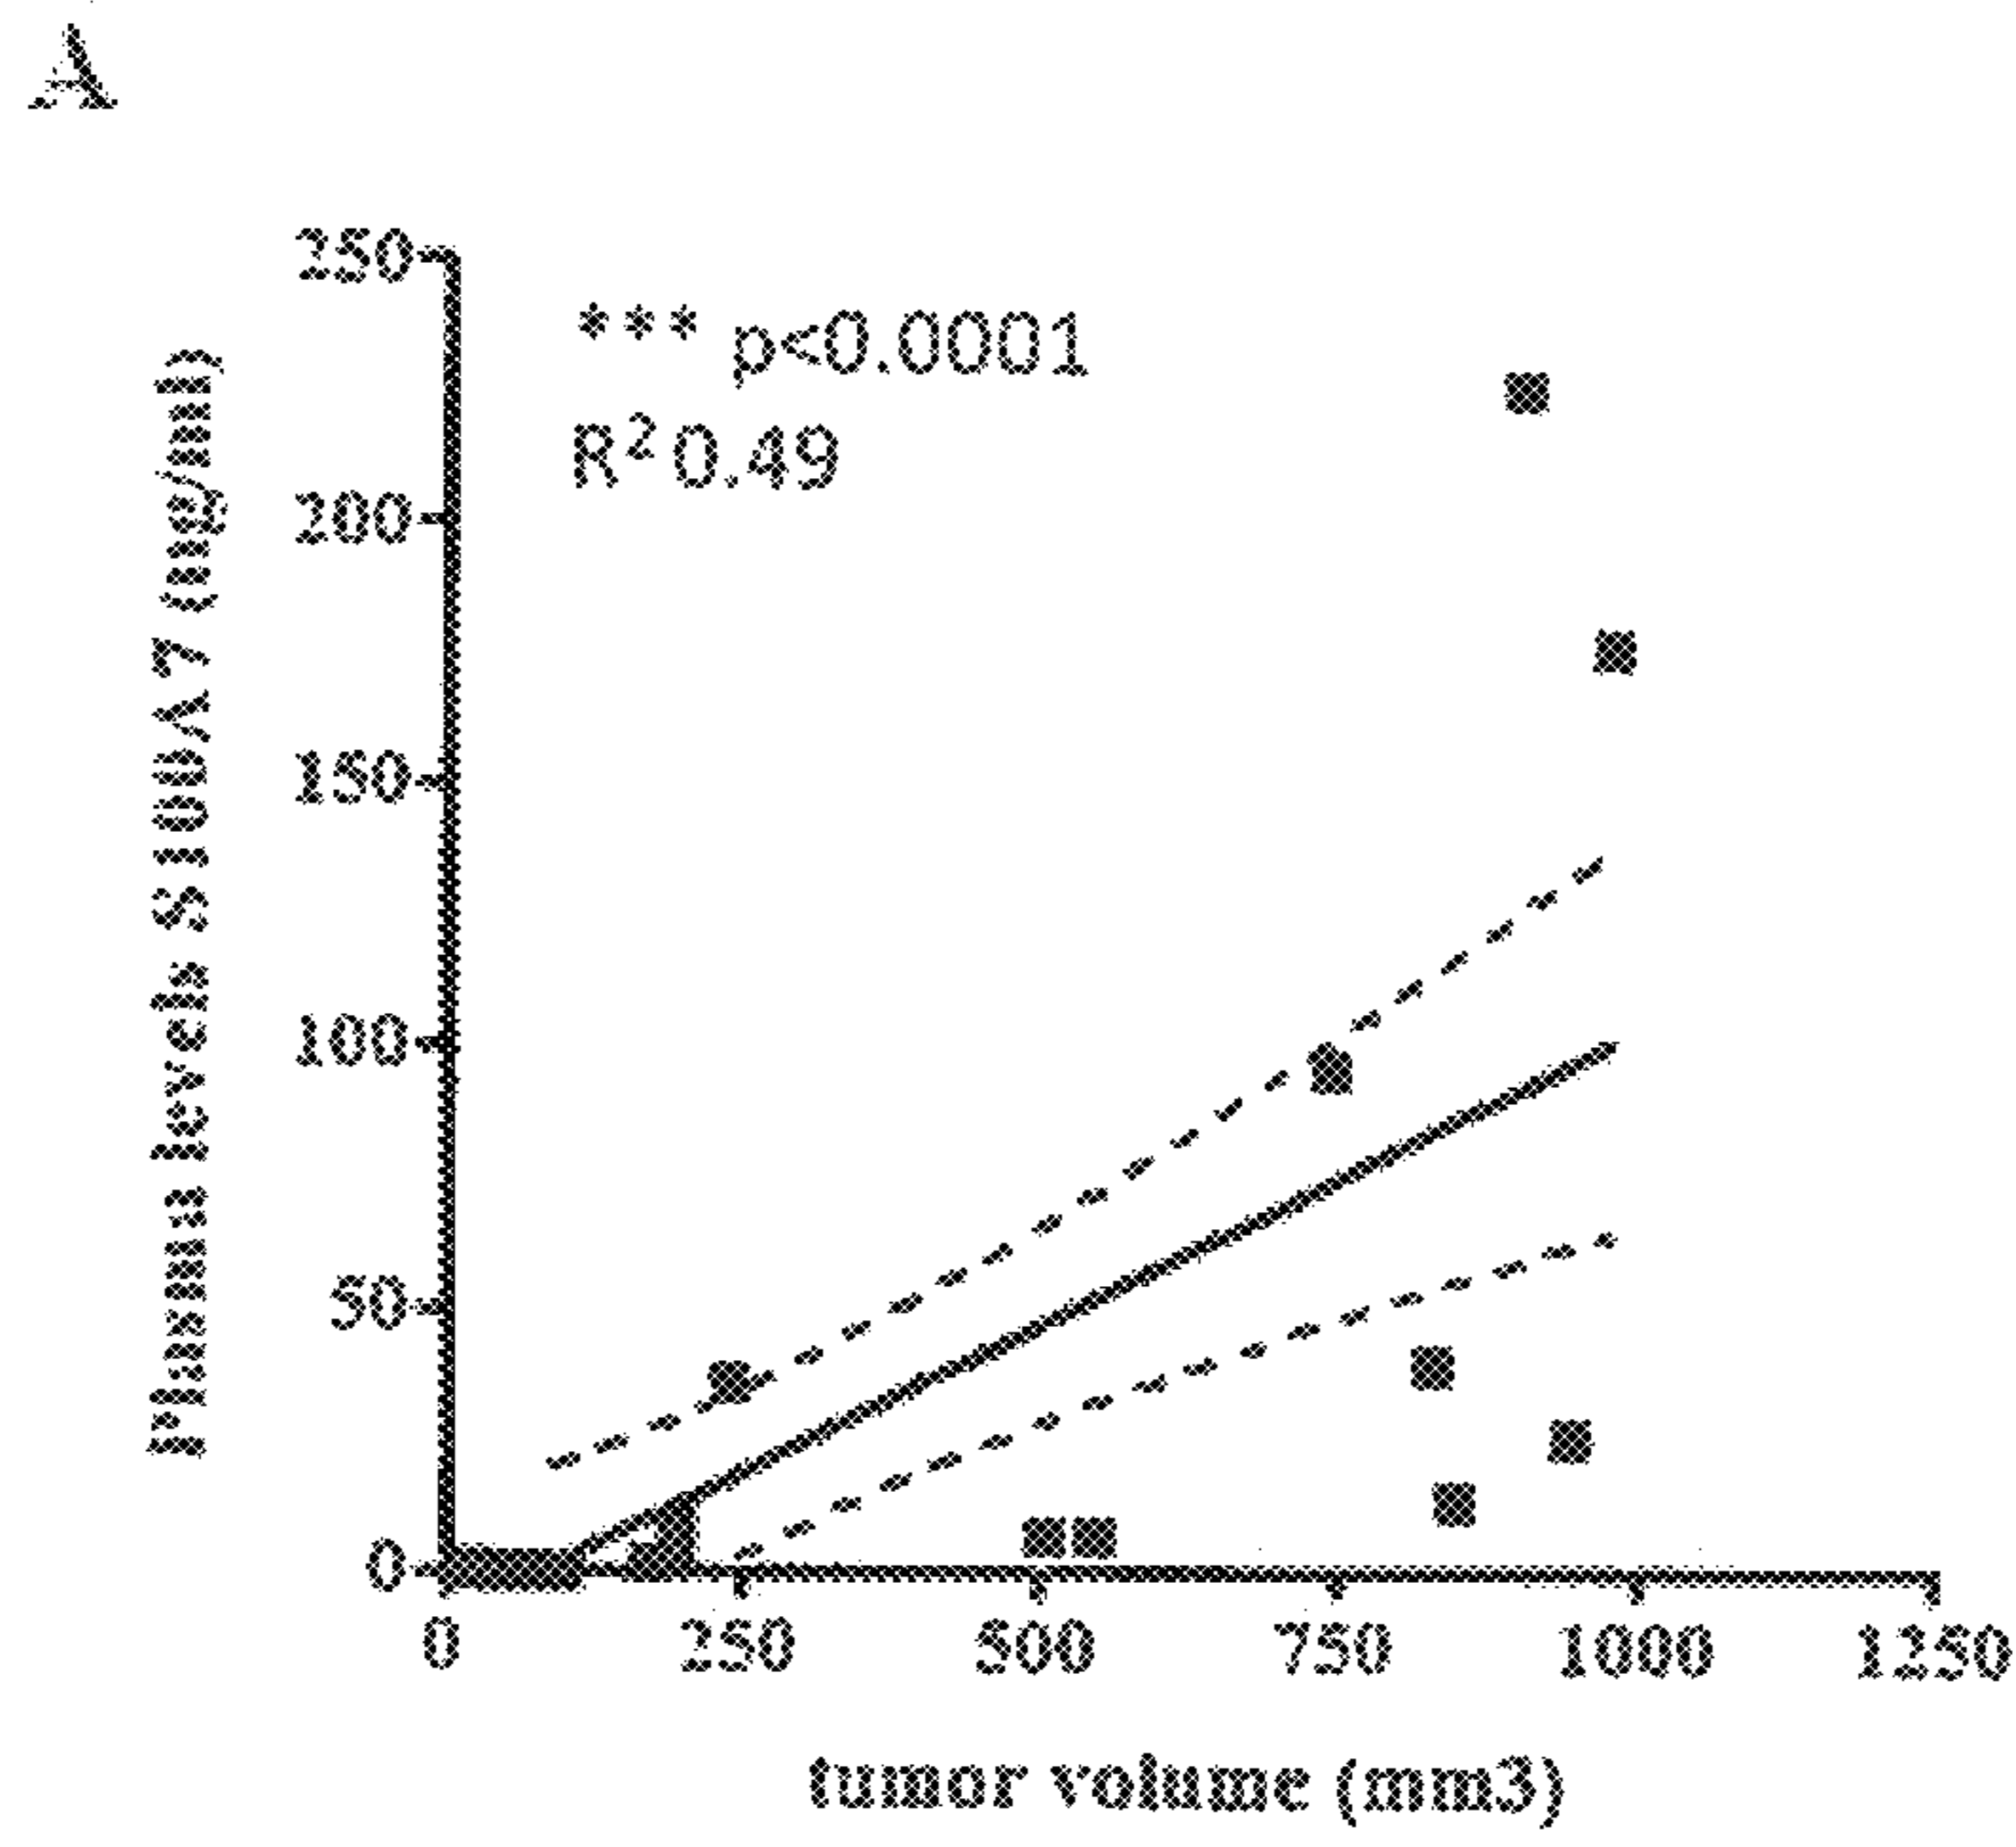 A
250
*** p<0.0001
R² 0.49
200
150
100
50
0
Plasma levels S100A7 (ng/ml)
0 250 500 750 1000 1250
tumor volume (mm3)